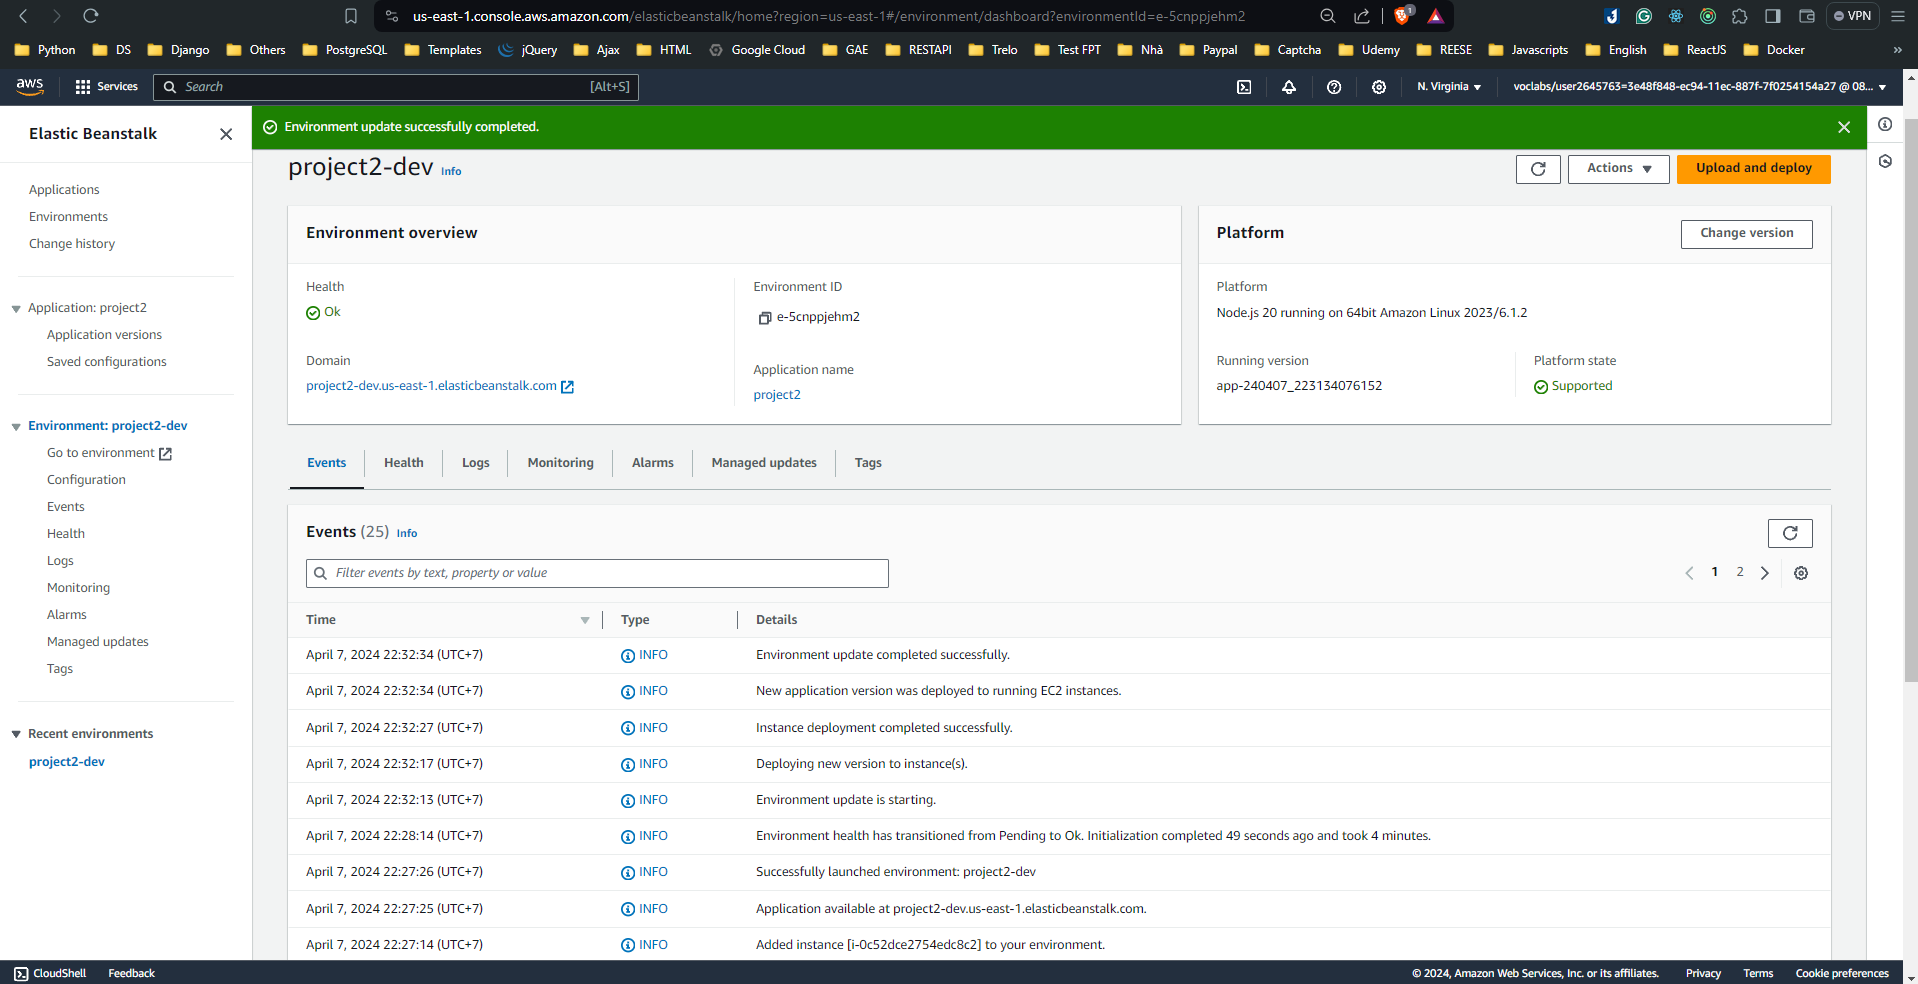 us-east-1.console.aws.amazon.com/elasticbeanstalk/home?region=us-east-1#/environment/dashboard?environmentId=e-5cnppjehm2
1
VPN
Python DS Django Others PostgreSQL Templates jQuery Ajax HTML Google Cloud GAE RESTAPI Trelo Test FPT Nhà Paypal Captcha Udemy REESE Javascripts English ReactJS Docker »
aws Services Search [Alt+S] N. Virginia voclabs/user2645763=3e48f848-ec94-11ec-887f-7f0254154a27 @ 08...
Elastic Beanstalk
Applications
Environments
Change history
Application: project2
Application versions
Saved configurations
Environment: project2-dev
Go to environment
Configuration
Events
Health
Logs
Monitoring
Alarms
Managed updates
Tags
Recent environments
project2-dev
Environment update successfully completed.
project2-dev Info
Actions
Upload and deploy
Environment overview
Health
Ok
Domain
project2-dev.us-east-1.elasticbeanstalk.com
Environment ID
e-5cnppjehm2
Application name
project2
Platform
Change version
Platform
Node.js 20 running on 64bit Amazon Linux 2023/6.1.2
Running version
app-240407_223134076152
Platform state
Supported
Events Health Logs Monitoring Alarms Managed updates Tags
Events (25) Info
Filter events by text, property or value
1 2
Time Type Details
April 7, 2024 22:32:34 (UTC+7) INFO Environment update completed successfully.
April 7, 2024 22:32:34 (UTC+7) INFO New application version was deployed to running EC2 instances.
April 7, 2024 22:32:27 (UTC+7) INFO Instance deployment completed successfully.
April 7, 2024 22:32:17 (UTC+7) INFO Deploying new version to instance(s).
April 7, 2024 22:32:13 (UTC+7) INFO Environment update is starting.
April 7, 2024 22:28:14 (UTC+7) INFO Environment health has transitioned from Pending to Ok. Initialization completed 49 seconds ago and took 4 minutes.
April 7, 2024 22:27:26 (UTC+7) INFO Successfully launched environment: project2-dev
April 7, 2024 22:27:25 (UTC+7) INFO Application available at project2-dev.us-east-1.elasticbeanstalk.com.
April 7, 2024 22:27:14 (UTC+7) INFO Added instance [i-0c52dce2754edc8c2] to your environment.
CloudShell Feedback © 2024, Amazon Web Services, Inc. or its affiliates. Privacy Terms Cookie preferences